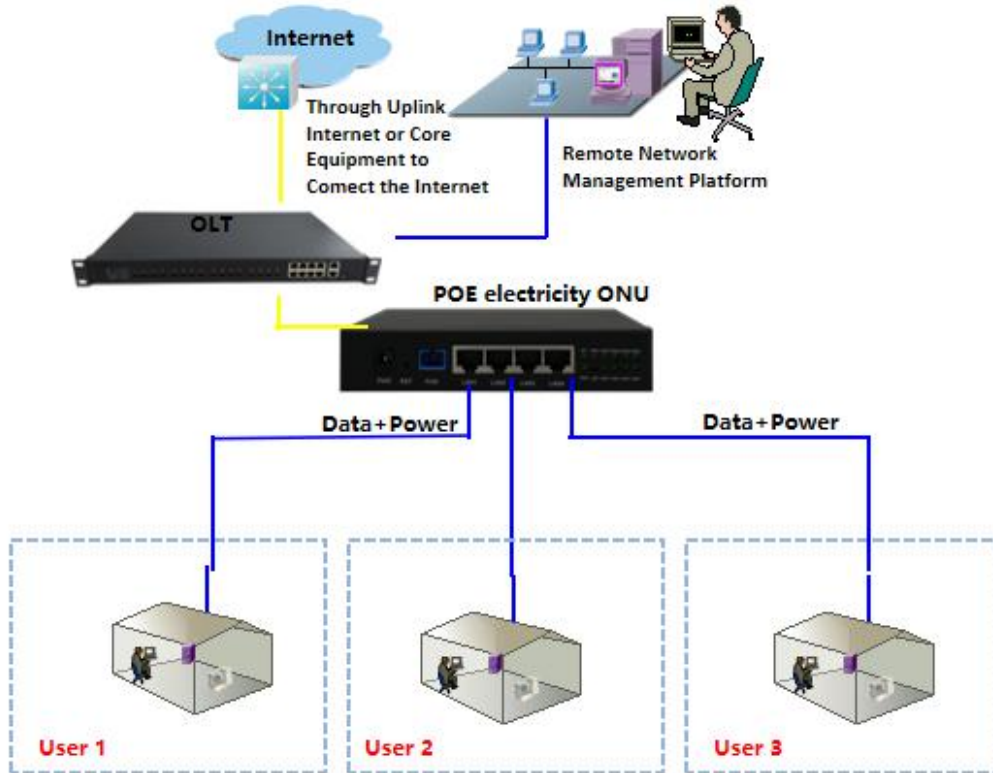 Internet
Through Uplink
Internet or Core
Equipment to
Comect the Internet
Remote Network
Management Platform
OLT
POE electricity ONU
Data+Power
Data+Power
User 1
User 2
User 3